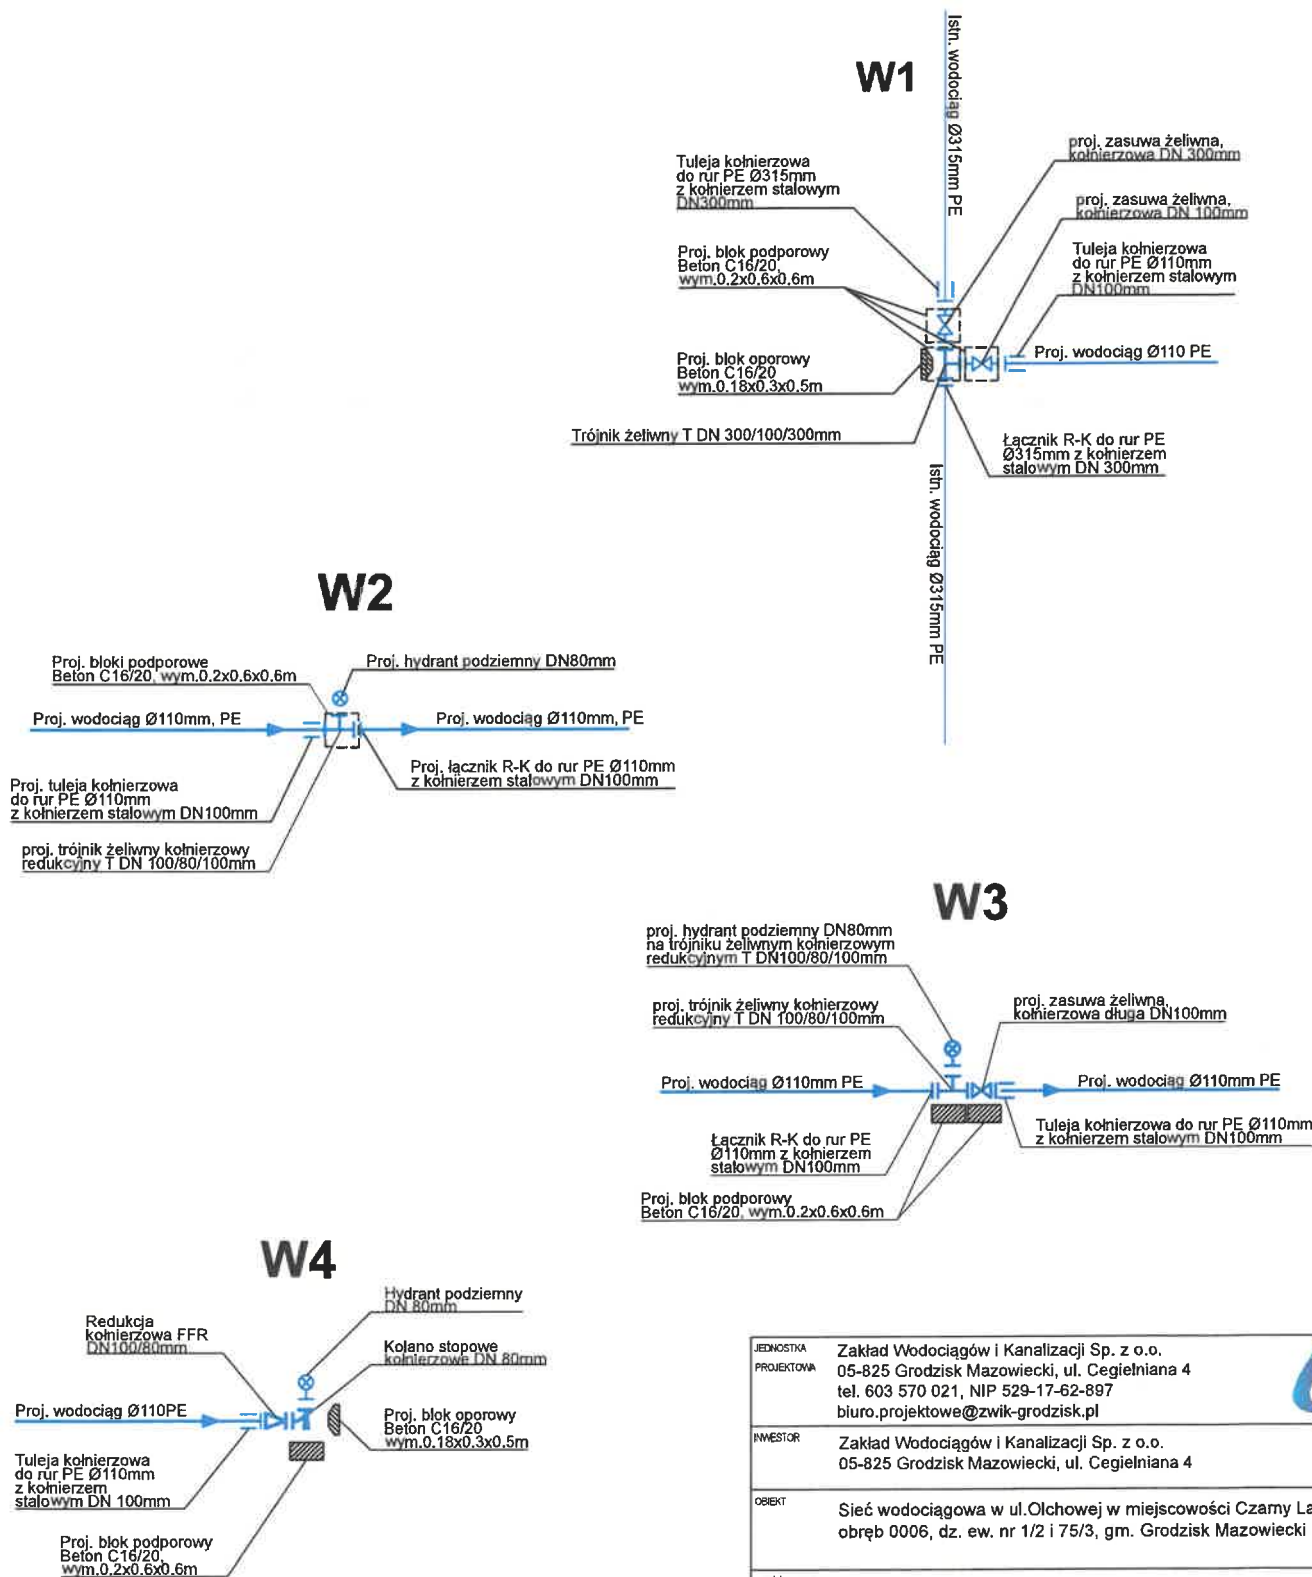 W1
Istn. wodociąg Ø315mm PE
Tuleja kołnierzowa
do rur PE Ø315mm
z kołnierzem stalowym
DN300mm
proj. zasuwa żeliwna,
kołnierzowa DN 300mm
proj. zasuwa żeliwna,
kołnierzowa DN 100mm
Proj. blok podporowy
Beton C16/20,
wym.0.2x0.6x0.6m
Tuleja kołnierzowa
do rur PE Ø110mm
z kołnierzem stalowym
DN100mm
Proj. blok oporowy
Beton C16/20
wym.0.18x0.3x0.5m
Proj. wodociąg Ø110 PE
Trójnik żeliwny T DN 300/100/300mm
Łącznik R-K do rur PE
Ø315mm z kołnierzem
stalowym DN 300mm
Istn. wodociąg Ø315mm PE
W2
Proj. bloki podporowe
Beton C16/20, wym.0.2x0.6x0.6m
Proj. hydrant podziemny DN80mm
Proj. wodociąg Ø110mm, PE
Proj. wodociąg Ø110mm, PE
Proj. łącznik R-K do rur PE Ø110mm
z kołnierzem stalowym DN100mm
Proj. tuleja kołnierzowa
do rur PE Ø110mm
z kołnierzem stalowym DN100mm
proj. trójnik żeliwny kołnierzowy
redukcyjny T DN 100/80/100mm
W3
proj. hydrant podziemny DN80mm
na trójniku żeliwnym kołnierzowym
redukcyjnym T DN100/80/100mm
proj. trójnik żeliwny kołnierzowy
redukcyjny T DN 100/80/100mm
proj. zasuwa żeliwna,
kołnierzowa długa DN100mm
Proj. wodociąg Ø110mm PE
Proj. wodociąg Ø110mm PE
Łącznik R-K do rur PE
Ø110mm z kołnierzem
stalowym DN100mm
Tuleja kołnierzowa do rur PE Ø110mm
z kołnierzem stalowym DN100mm
Proj. blok podporowy
Beton C16/20, wym.0.2x0.6x0.6m
W4
Hydrant podziemny
DN 80mm
Redukcja
kołnierzowa FFR
DN100/80mm
Kolano stopowe
kołnierzowe DN 80mm
Proj. wodociąg Ø110PE
Proj. blok oporowy
Beton C16/20
wym.0.18x0.3x0.5m
Tuleja kołnierzowa
do rur PE Ø110mm
z kołnierzem
stalowym DN 100mm
Proj. blok podporowy
Beton C16/20,
wym.0.2x0.6x0.6m
JEDNOSTKA
PROJEKTOWA
Zakład Wodociągów i Kanalizacji Sp. z o.o.
05-825 Grodzisk Mazowiecki, ul. Cegielniana 4
tel. 603 570 021, NIP 529-17-62-897
biuro.projektowe@zwik-grodzisk.pl
INWESTOR
Zakład Wodociągów i Kanalizacji Sp. z o.o.
05-825 Grodzisk Mazowiecki, ul. Cegielniana 4
OBIEKT
Sieć wodociągowa w ul.Olchowej w miejscowości Czarny La
obręb 0006, dz. ew. nr 1/2 i 75/3, gm. Grodzisk Mazowiecki